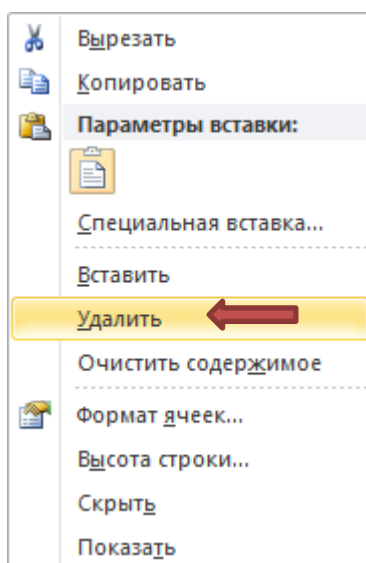 Вырезать
Копировать
Параметры вставки:
Специальная вставка...
Вставить
Удалить
Очистить содержимое
Формат ячеек...
Высота строки...
Скрыть
Показать